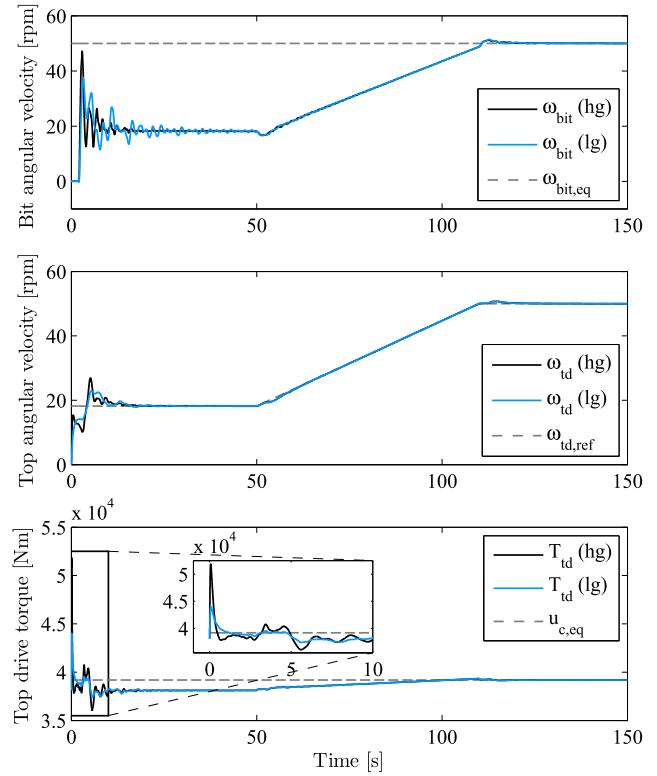 Bit angular velocity [rpm]
60
40
20
0
ω_bit (hg)
ω_bit (lg)
ω_bit,eq
0 50 100 150
Top angular velocity [rpm]
60
40
20
0
ω_td (hg)
ω_td (lg)
ω_td,ref
0 50 100 150
Top drive torque [Nm]
x 10^4
5.5
5
4.5
4
3.5
x 10^4
5
4.5
4
0 5 10
T_td (hg)
T_td (lg)
u_c,eq
0 50 100 150
Time [s]